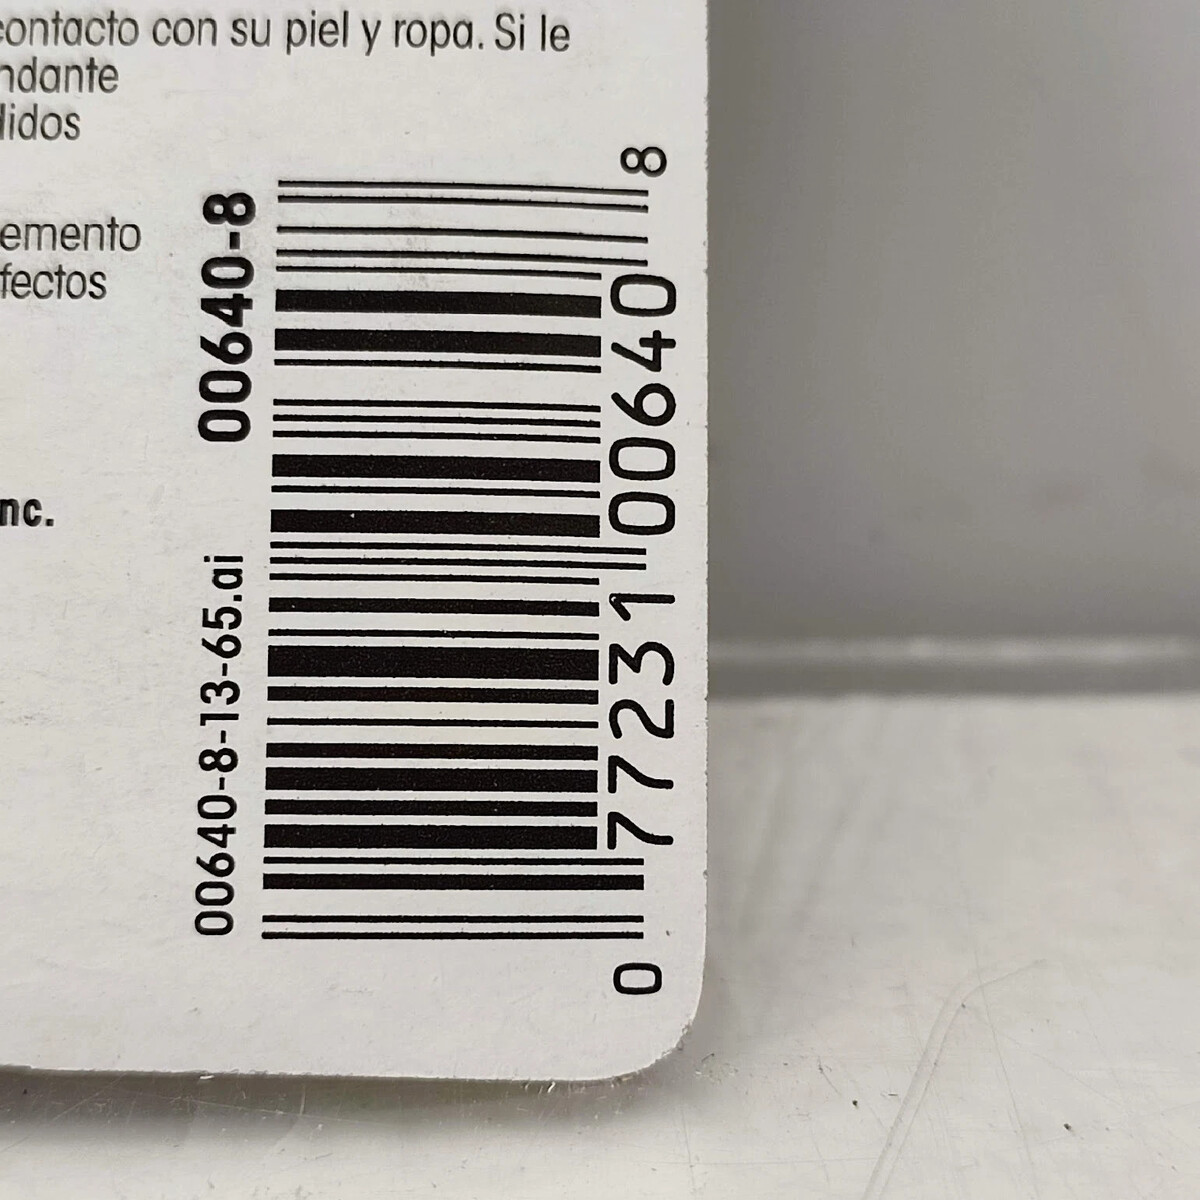 contacto con su piel y ropa. Si le
ndante
didos
emento
fectos
nc.
00640-8
00640-8-13-65.ai
0 77231 00640 8